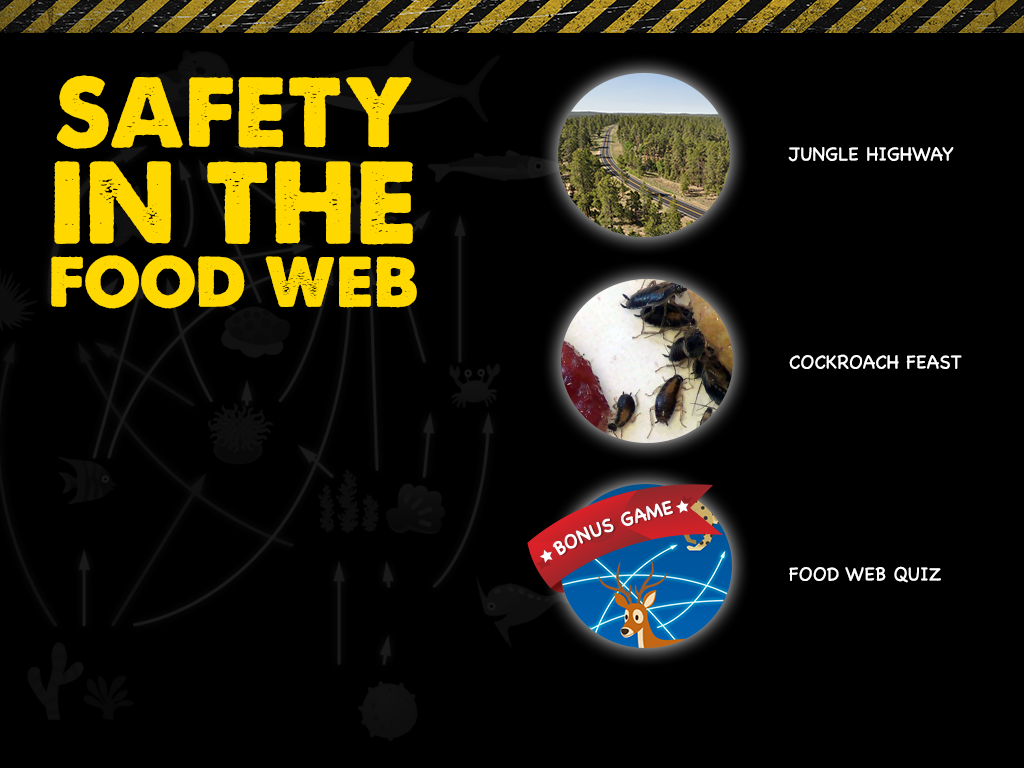 SAFETY
IN THE
FOOD WEB
JUNGLE HIGHWAY
COCKROACH FEAST
BONUS GAME
FOOD WEB QUIZ